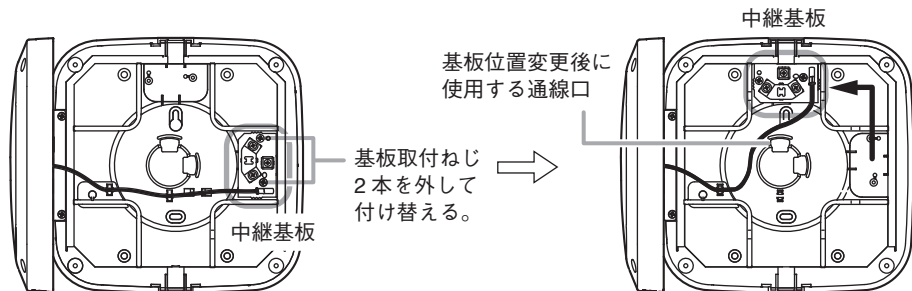 中継基板
基板位置変更後に
使用する通線口
基板取付ねじ
2 本を外して
付け替える。
中継基板